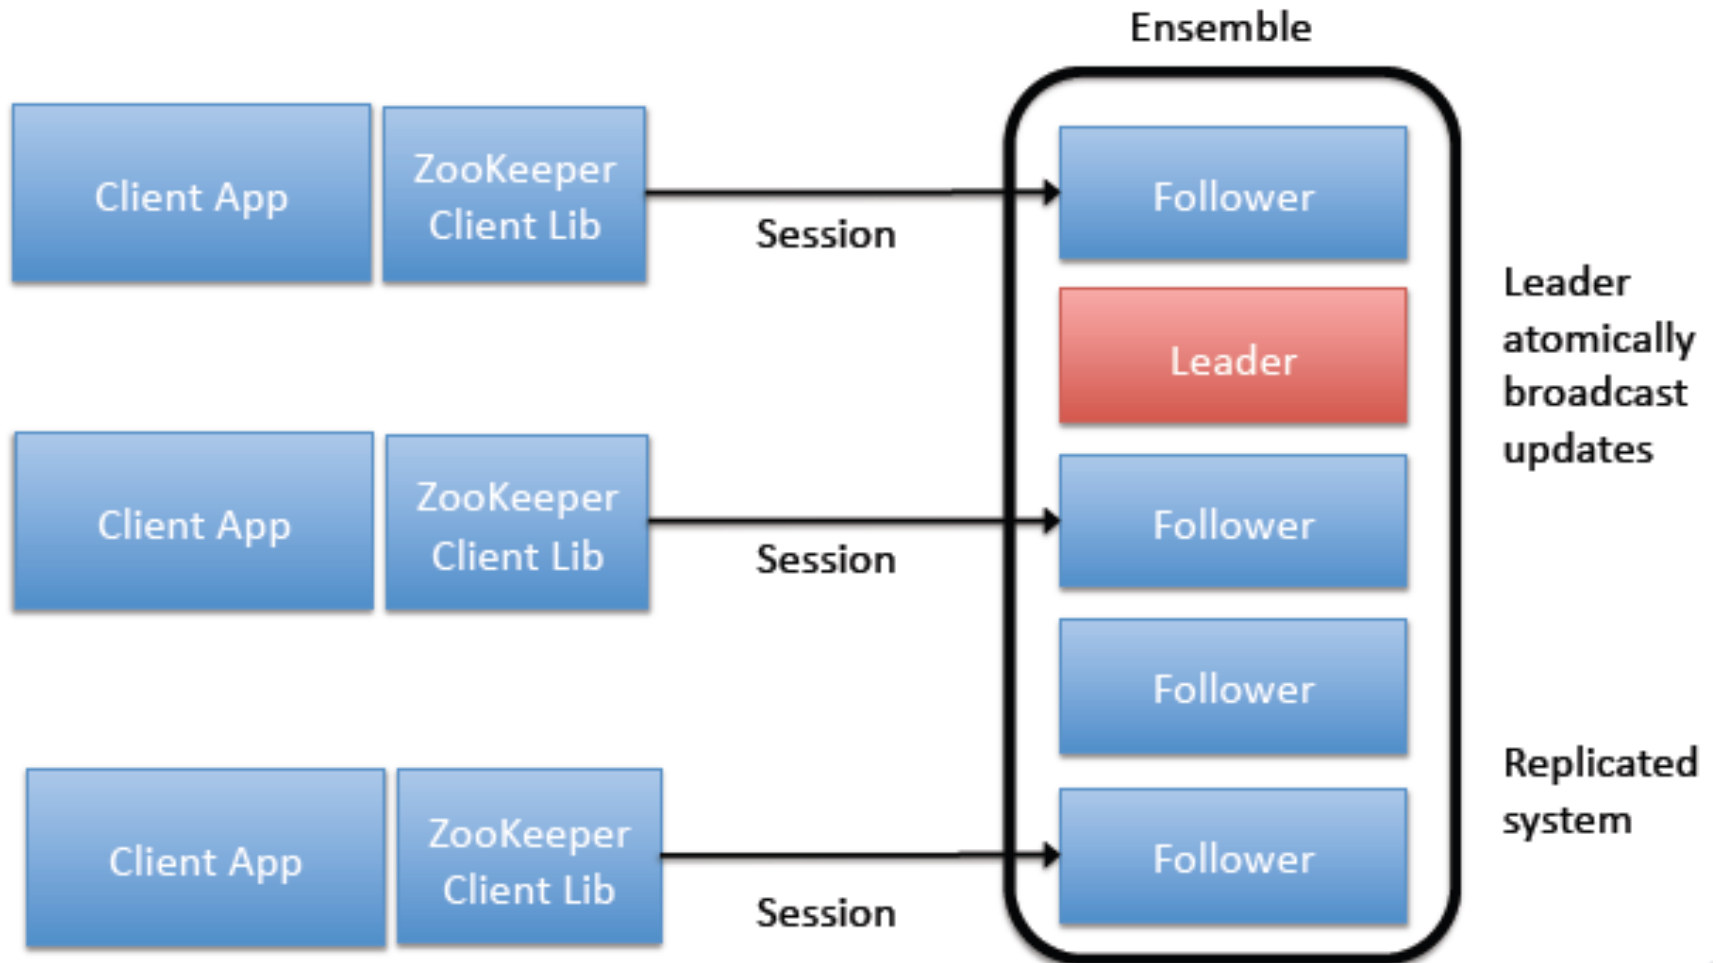 Ensemble
Client App
ZooKeeper
Client Lib
Session
Follower
Leader
Leader
atomically
broadcast
updates
Client App
ZooKeeper
Client Lib
Session
Follower
Follower
Client App
ZooKeeper
Client Lib
Session
Follower
Replicated
system